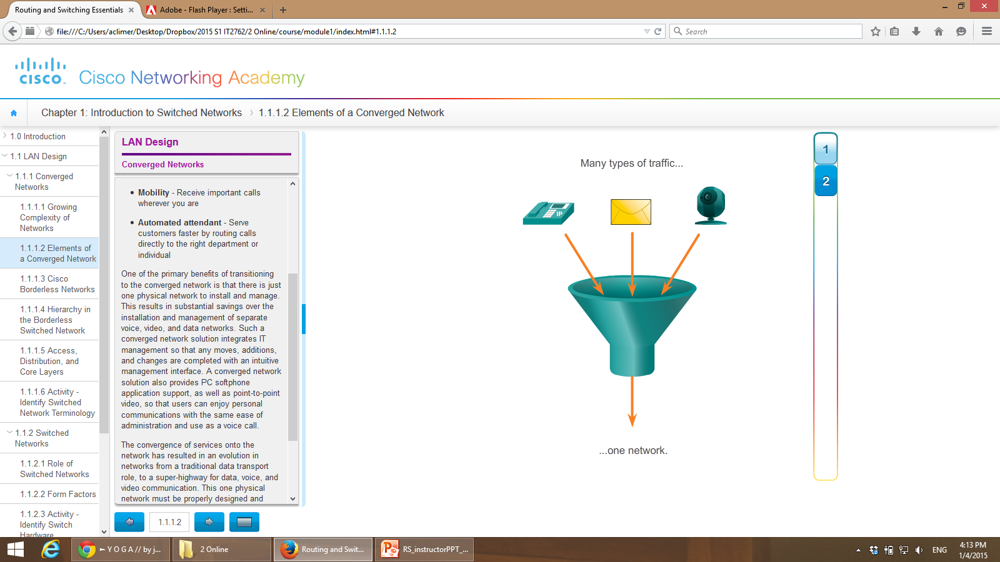 Routing and Switching Essentials
Adobe - Flash Player : Setti...
file:///C:/Users/aclimer/Desktop/Dropbox/2015 S1 IT2762/2 Online/course/module1/index.html#1.1.1.2
Search
CISCO.
Cisco Networking Academy
Chapter 1: Introduction to Switched Networks
1.1.1.2 Elements of a Converged Network
1.0 Introduction
1.1 LAN Design
1.1.1 Converged
Networks
1.1.1.1 Growing
Complexity of
Networks
1.1.1.2 Elements of
a Converged Network
1.1.1.3 Cisco
Borderless Networks
1.1.1.4 Hierarchy in
the Borderless
Switched Network
1.1.1.5 Access,
Distribution, and
Core Layers
1.1.1.6 Activity -
Identify Switched
Network Terminology
1.1.2 Switched
Networks
1.1.2.1 Role of
Switched Networks
1.1.2.2 Form Factors
1.1.2.3 Activity -
Identify Switch
Hardware
LAN Design
Converged Networks
• Mobility - Receive important calls
wherever you are
• Automated attendant - Serve
customers faster by routing calls
directly to the right department or
individual
One of the primary benefits of transitioning
to the converged network is that there is just
one physical network to install and manage.
This results in substantial savings over the
installation and management of separate
voice, video, and data networks. Such a
converged network solution integrates IT
management so that any moves, additions,
and changes are completed with an intuitive
management interface. A converged network
solution also provides PC softphone
application support, as well as point-to-point
video, so that users can enjoy personal
communications with the same ease of
administration and use as a voice call.
The convergence of services onto the
network has resulted in an evolution in
networks from a traditional data transport
role, to a super-highway for data, voice, and
video communication. This one physical
network must be properly designed and
1.1.1.2
Many types of traffic...
IP
...one network.
1
2
► Y O G A // by j...
2 Online
Routing and Swit...
RS_instructorPPT_...
ENG
4:13 PM
1/4/2015